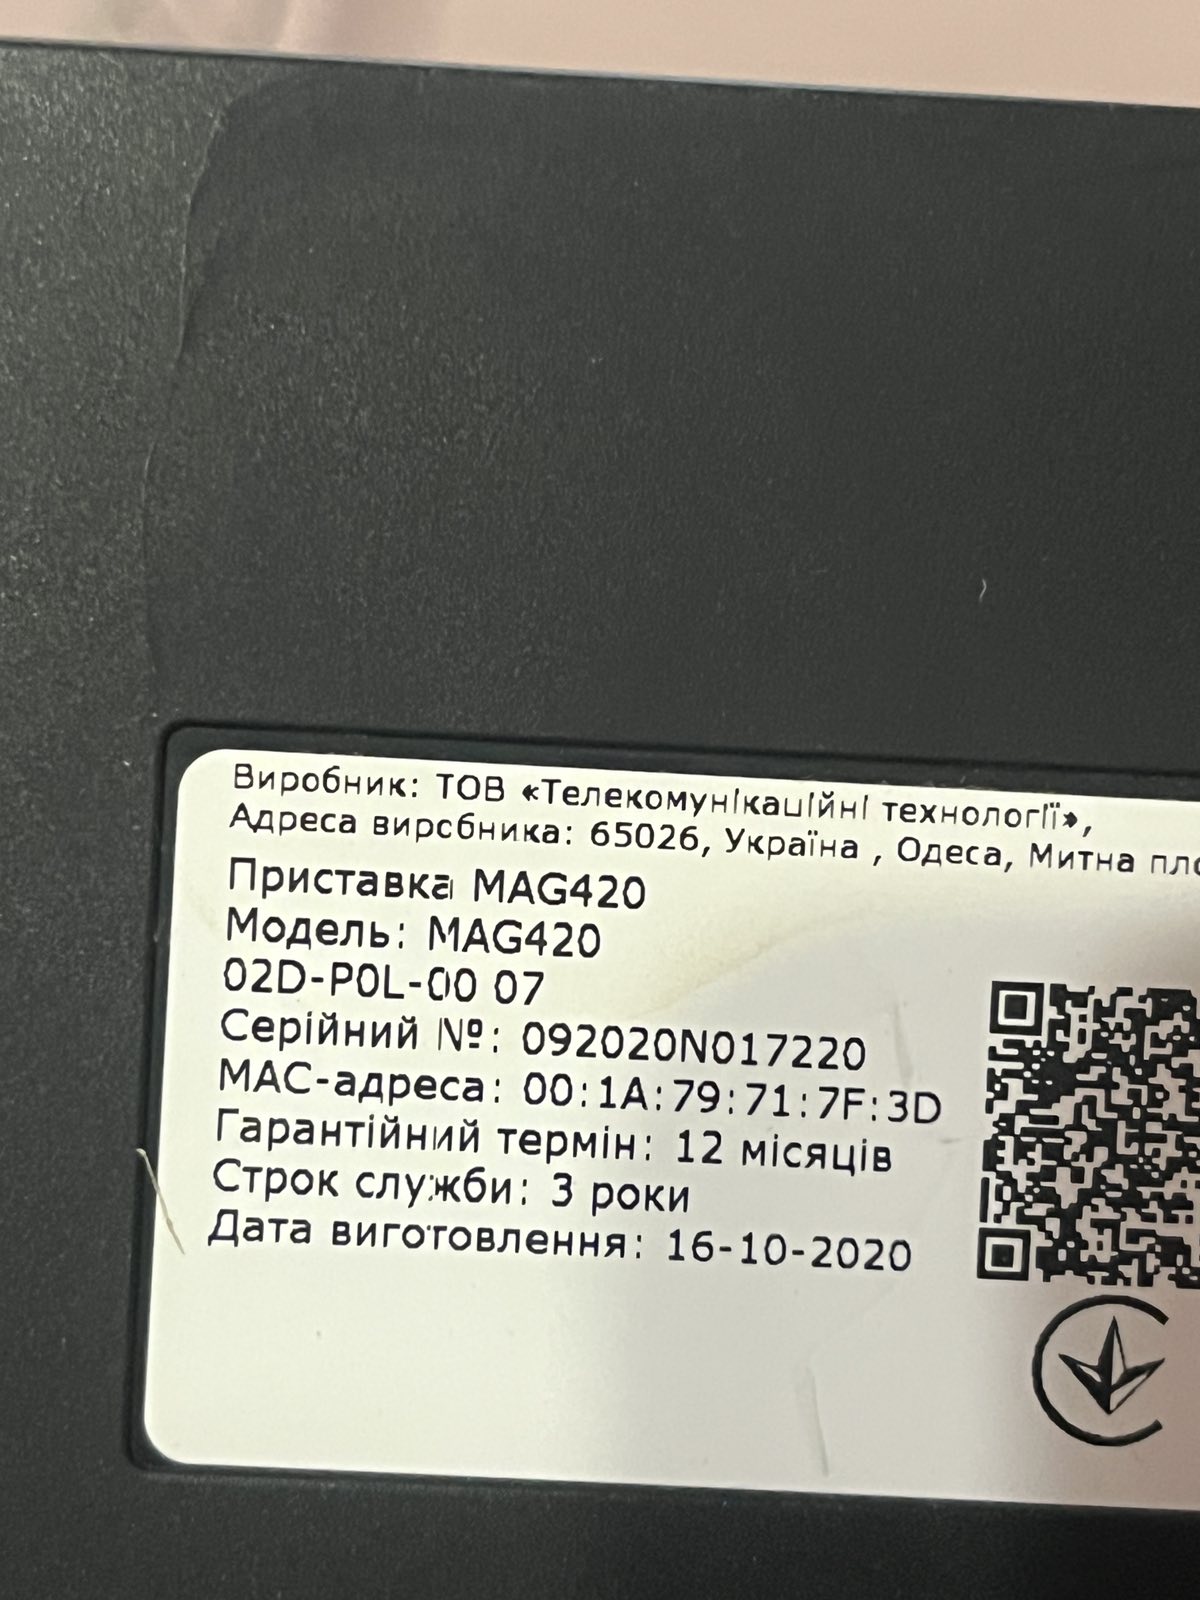 Виробник: ТОВ «Телекомунікаційні технології»,
Адреса виробника: 65026, Україна , Одеса, Митна
Приставка MAG420
Модель: MAG420
02D-P0L-00 07
Серійний №: 092020N017220
MAC-адреса: 00:1A:79:71:7F:3D
Гарантійний термін: 12 місяців
Строк служби: 3 роки
Дата виготовлення: 16-10-2020